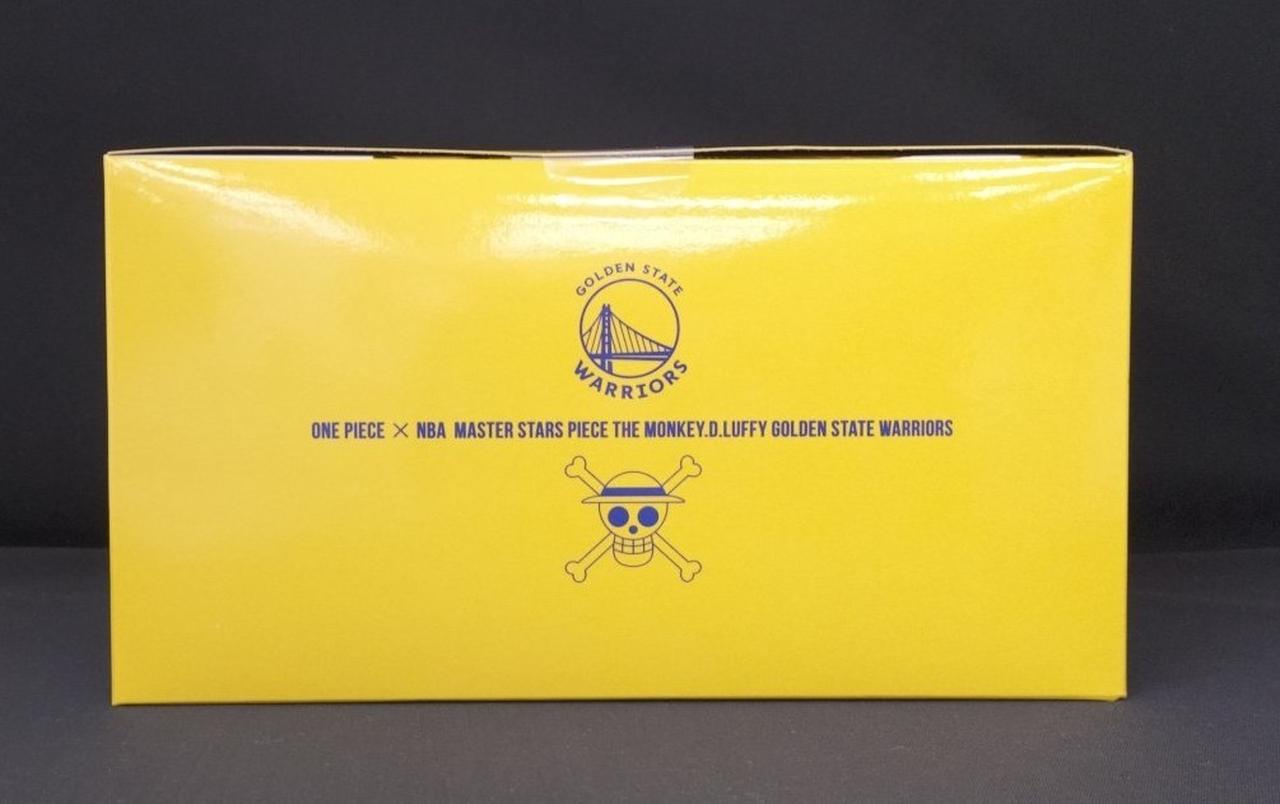 GOLDEN STATE
WARRIORS
ONE PIECE × NBA MASTER STARS PIECE THE MONKEY.D.LUFFY GOLDEN STATE WARRIORS